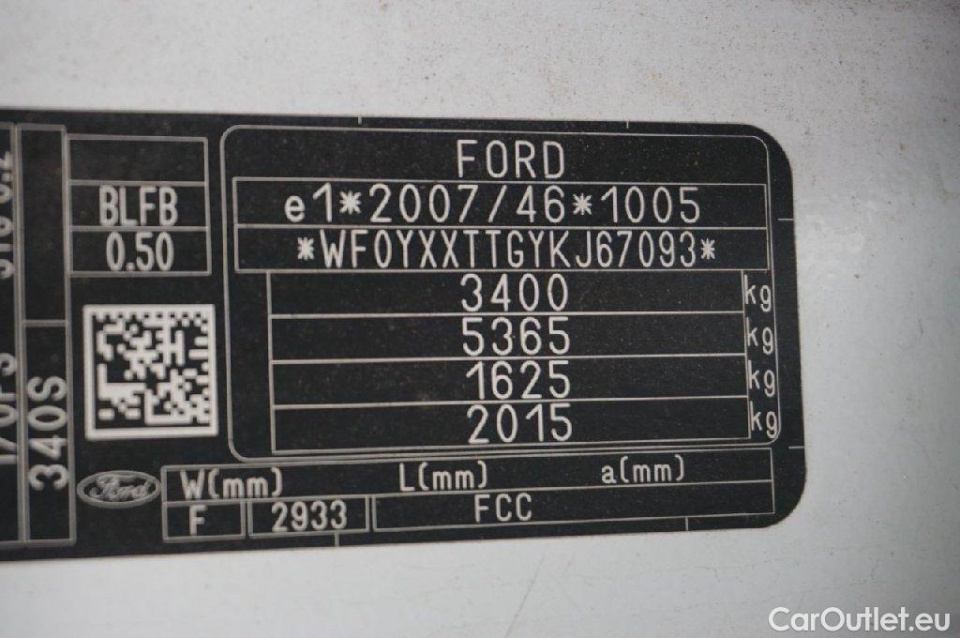 FORD
e1*2007/46*1005
*WF0YXXTTGYKJ67093*
3400 kg
5365 kg
1625 kg
2015 kg
BLFB
0.50
340S
Ford
W(mm) L(mm) a(mm)
F 2933 FCC
CarOutlet.eu